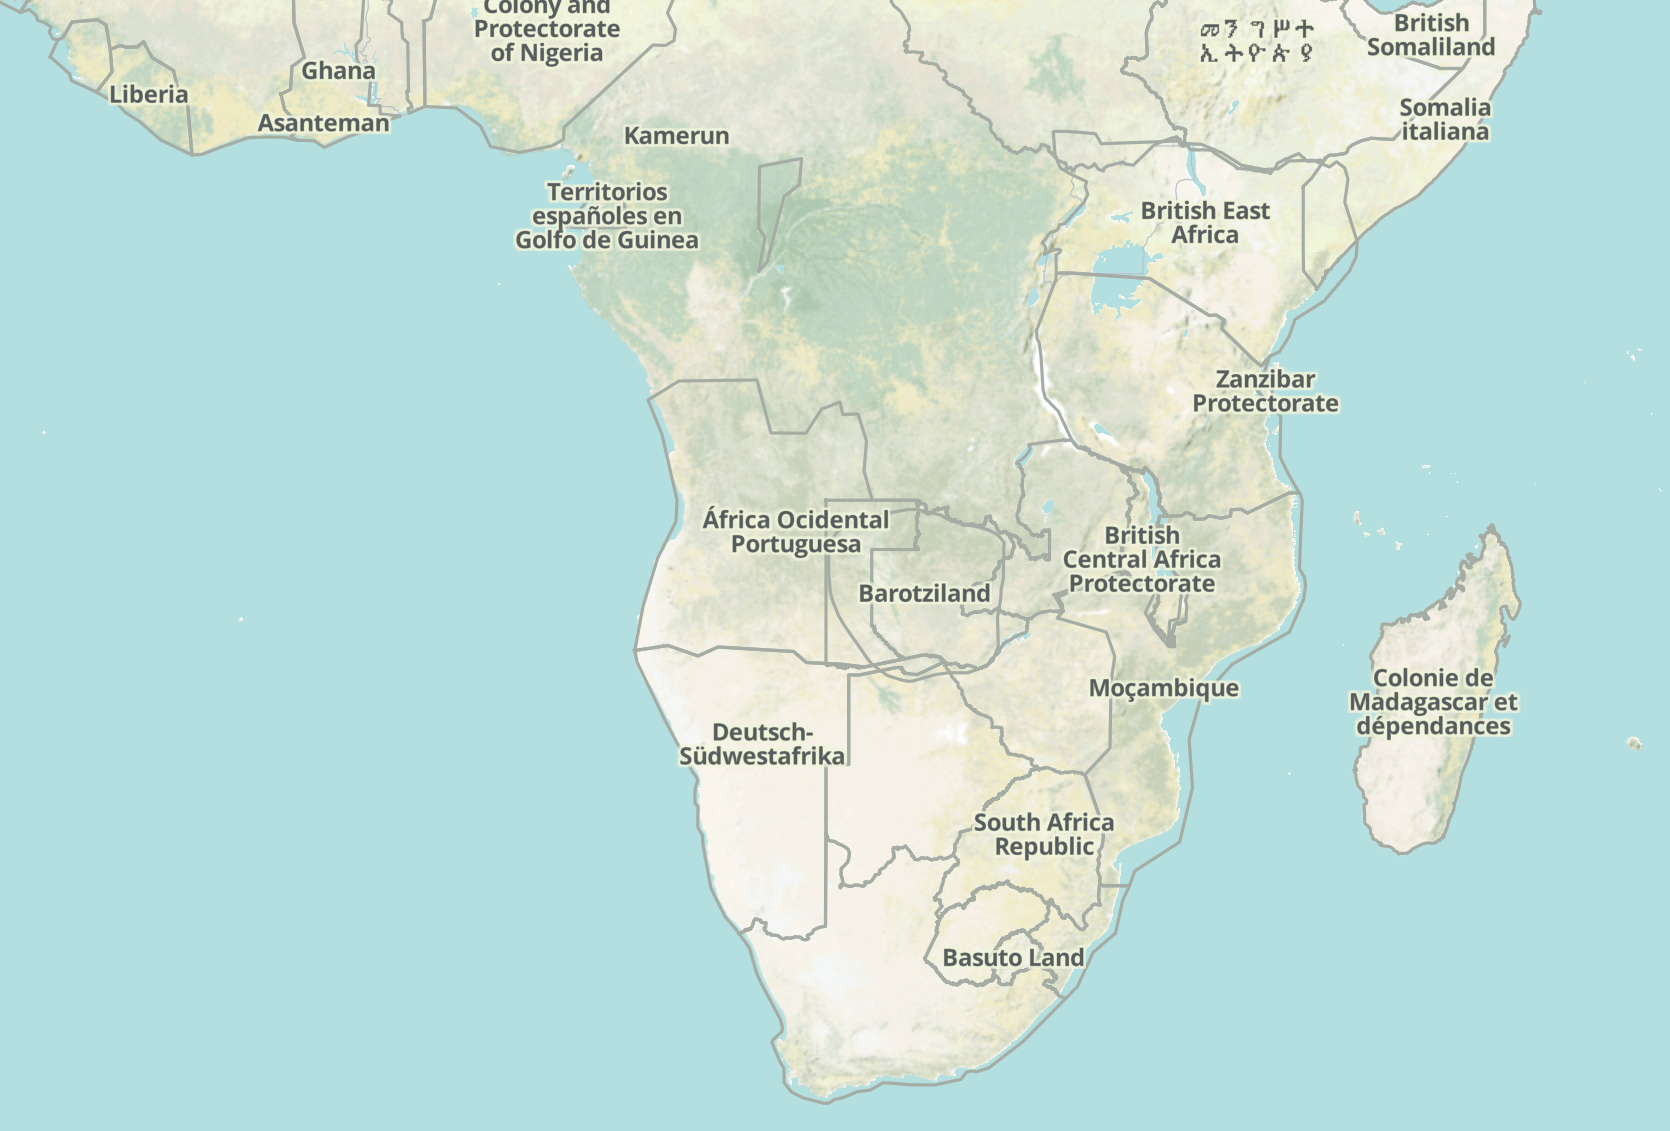 Colony and
Protectorate
of Nigeria
መንግሥተ
ኢትዮጵያ
British
Somaliland
Ghana
Liberia
Asanteman
Somalia
italiana
Kamerun
Territorios
españoles en
Golfo de Guinea
British East
Africa
Zanzibar
Protectorate
África Ocidental
Portuguesa
British
Central Africa
Protectorate
Barotziland
Moçambique
Colonie de
Madagascar et
dépendances
Deutsch-
Südwestafrika
South Africa
Republic
Basuto Land